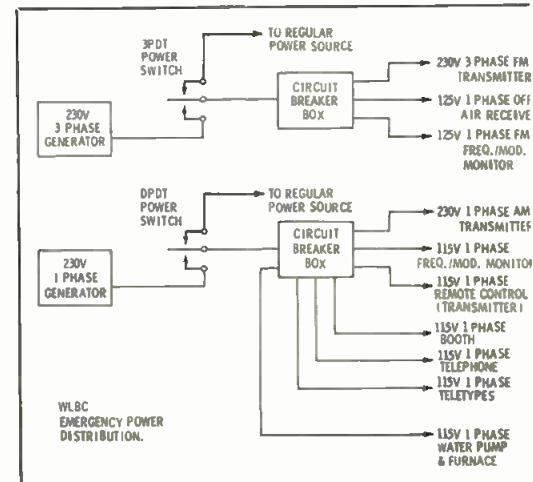 3PDT
POWER
SWITCH
TO REGULAR
POWER SOURCE
230V
3 PHASE
GENERATOR
CIRCUIT
BREAKER
BOX
230V 3 PHASE FM
TRANSMITTER
125V 1 PHASE OFF
AIR RECEIVE
125V 1 PHASE FM
FREQ./MOD.
MONITOR
DPDT
POWER
SWITCH
TO REGULAR
POWER SOURCE
230V
1 PHASE
GENERATOR
CIRCUIT
BREAKER
BOX
230V 1 PHASE AM
TRANSMITTER
115V 1 PHASE
FREQ./MOD. MONITO
115V 1 PHASE
REMOTE CONTROL
(TRANSMITTER)
115V 1 PHASE
BOOTH
115V 1 PHASE
TELEPHONE
115V 1 PHASE
TELETYPES
115V 1 PHASE
WATER PUMP
& FURNACE
WLBC
EMERGENCY POWER
DISTRIBUTION.